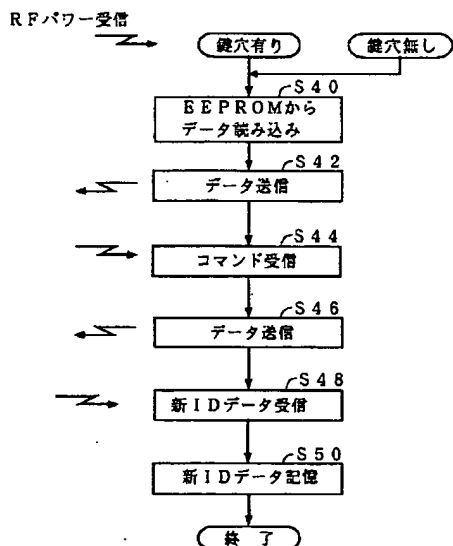 RFパワー受信
鍵穴有り
鍵穴無し
S40
EEPROMから
データ読み込み
S42
データ送信
S44
コマンド受信
S46
データ送信
S48
新IDデータ受信
S50
新IDデータ記憶
終 了